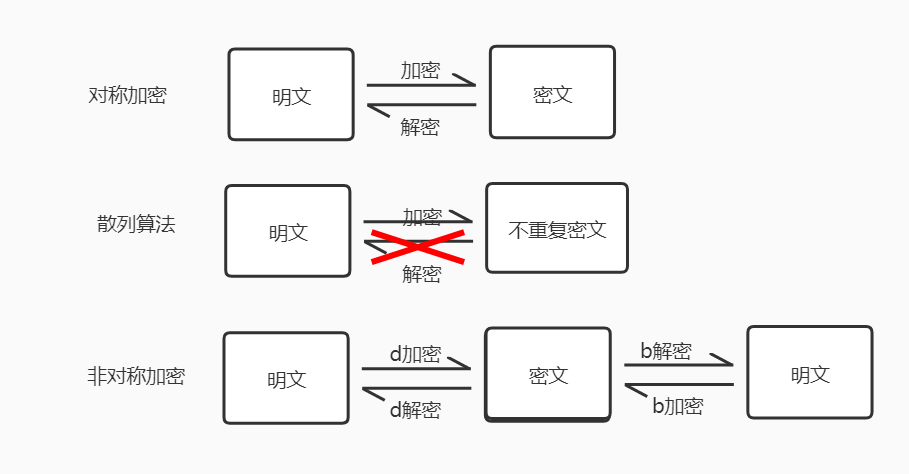 加密
对称加密
明文
密文
解密
散列算法
加密
明文
不重复密文
解密
d加密
b解密
非对称加密
明文
密文
明文
d解密
b加密